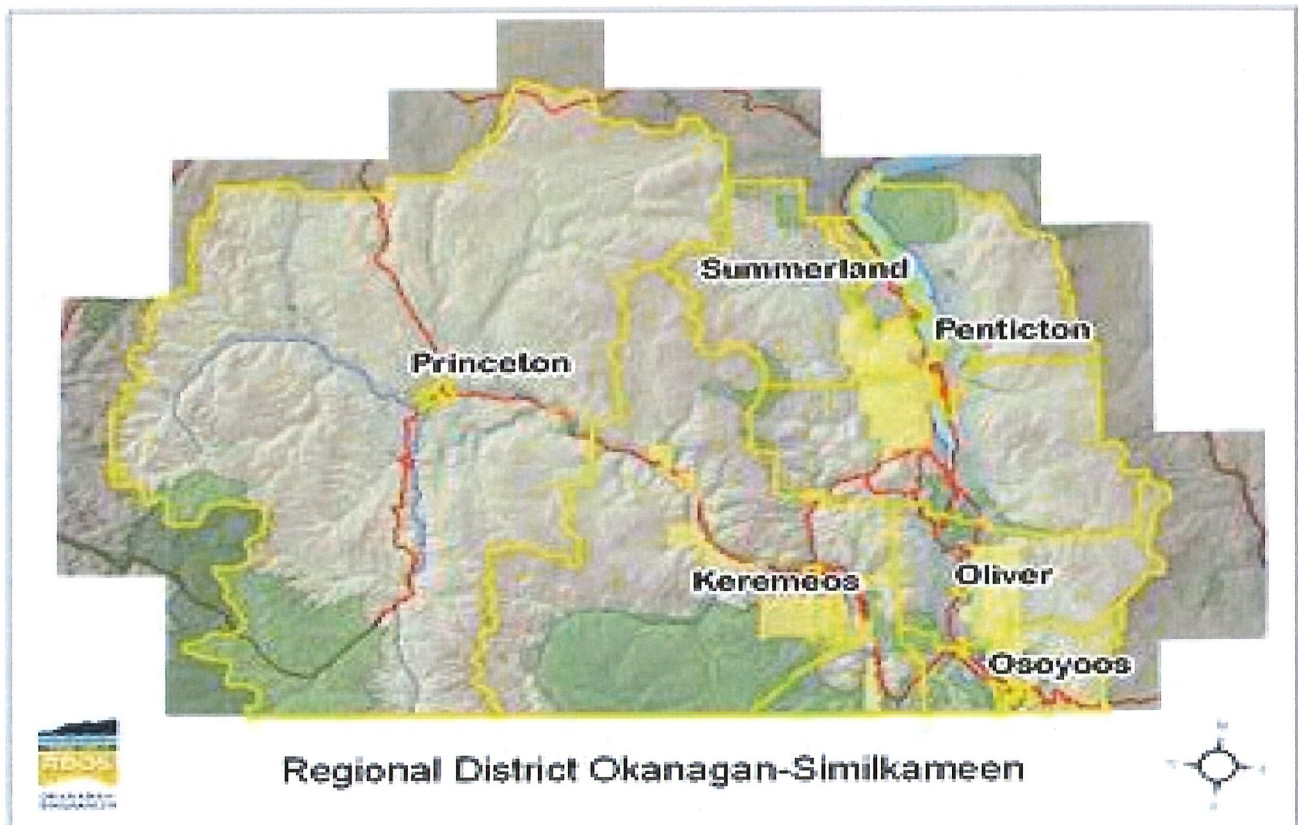 Summerland
Penticton
Princeton
Keremeos
Oliver
Osoyoos
RDOS
Regional District Okanagan-Similkameen